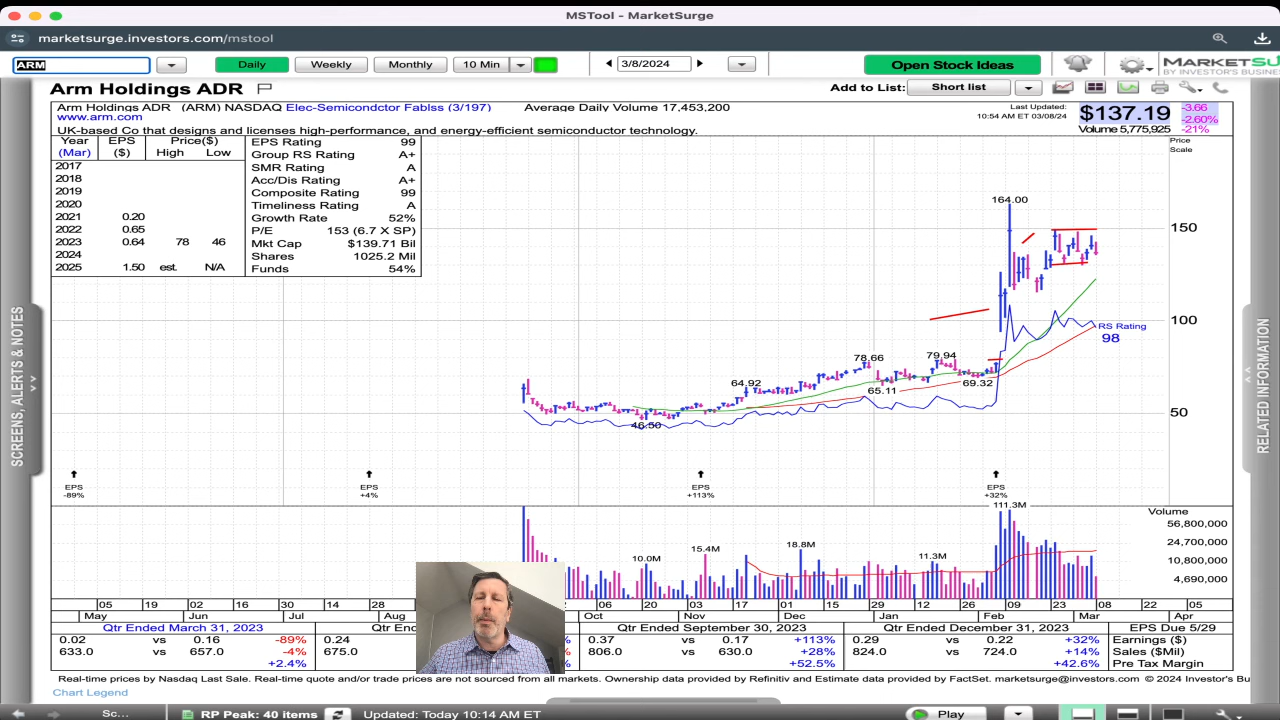 MSTool - MarketSurge
marketsurge.investors.com/mstool
ARM Daily Weekly Monthly 10 Min 3/8/2024 Open Stock Ideas
BY INVESTOR'S BUSINE
Arm Holdings ADR Add to List: Short list
Arm Holdings ADR (ARM) NASDAQ Elec-Semicondctor Fablss (3/197) Average Daily Volume 17,453,200
www.arm.com
UK-based Co that designs and licenses high-performance, and energy-efficient semiconductor technology.
Last Updated:
10:54 AM ET 03/08/24
$137.19
Volume 5,775,925
-3.66
-2.60%
-21%
Year EPS Price($)
(Mar) ($) High Low
2017
2018
2019
2020
2021 0.20
2022 0.65
2023 0.64 78 46
2024
2025 1.50 est. N/A
EPS Rating 99
Group RS Rating A+
SMR Rating A
Acc/Dis Rating A+
Composite Rating 99
Timeliness Rating A
Growth Rate 52%
P/E 153 (6.7 X SP)
Mkt Cap $139.71 Bil
Shares 1025.2 Mil
Funds 54%
Price
Scale
164.00
150
100
RS Rating
98
78.66
79.94
64.92
65.11
69.32
50
46.50
EPS EPS EPS EPS
-89% +4% +113% +32%
111.3M
Volume
56,800,000
24,700,000
10,800,000
4,690,000
10.0M 15.4M 18.8M 11.3M
05 19 02 16 30 14 28 06 20 03 17 01 15 29 12 26 09 23 08 22 05
May Jun Jul Aug Oct Nov Dec Jan Feb Mar Apr
Qtr Ended March 31, 2023 Qtr En Qtr Ended September 30, 2023 Qtr Ended December 31, 2023 EPS Due 5/29
0.02 vs 0.16 -89% 0.24 0.37 vs 0.17 +113% 0.29 vs 0.22 +32% Earnings ($)
633.0 vs 657.0 -4% 675.0 806.0 vs 630.0 +28% 824.0 vs 724.0 +14% Sales ($Mil)
+2.4% +52.5% +42.6% Pre Tax Margin
Real-time prices by Nasdaq Last Sale. Real-time quote and/or trade prices are not sourced from all markets. Ownership data provided by Refinitiv and Estimate data provided by FactSet. marketsurge@investors.com © 2024 Investor's Bu
Chart Legend
Sc... RP Peak: 40 items Updated: Today 10:14 AM ET Play
SCREENS, ALERTS & NOTES
RELATED INFORMATION